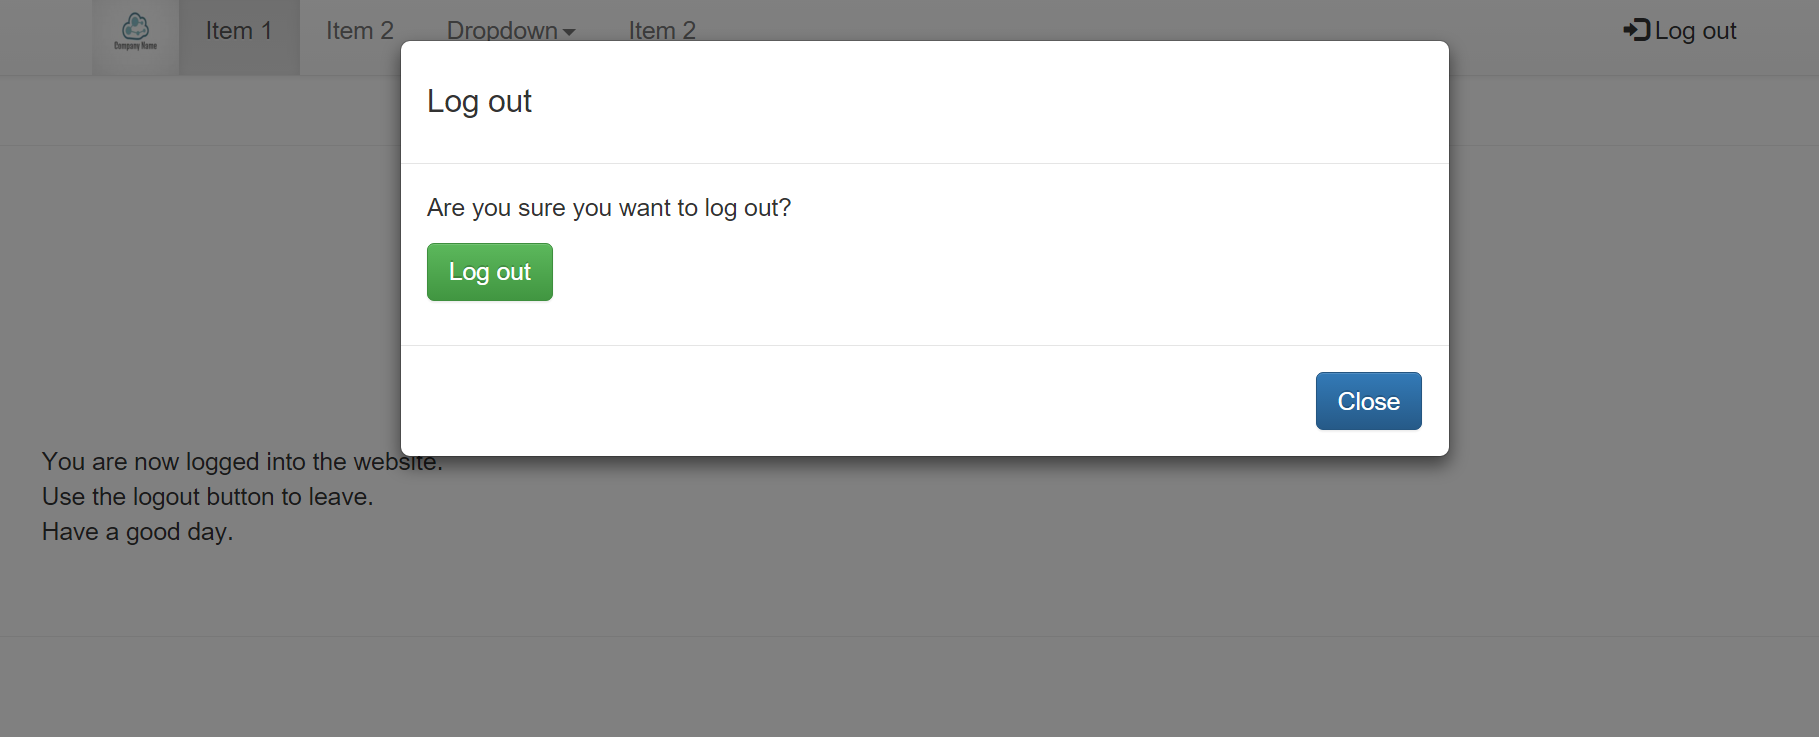 Company Name
Item 1
Item 2
Dropdown
Item 2
Log out
Log out
Are you sure you want to log out?
Log out
Close
You are now logged into the website.
Use the logout button to leave.
Have a good day.